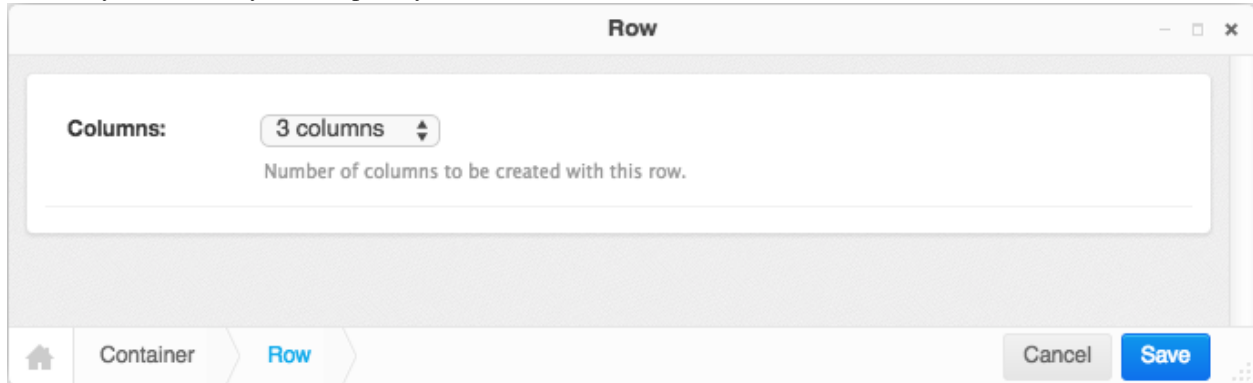 Row
Columns: 3 columns
Number of columns to be created with this row.
Container Row Cancel Save